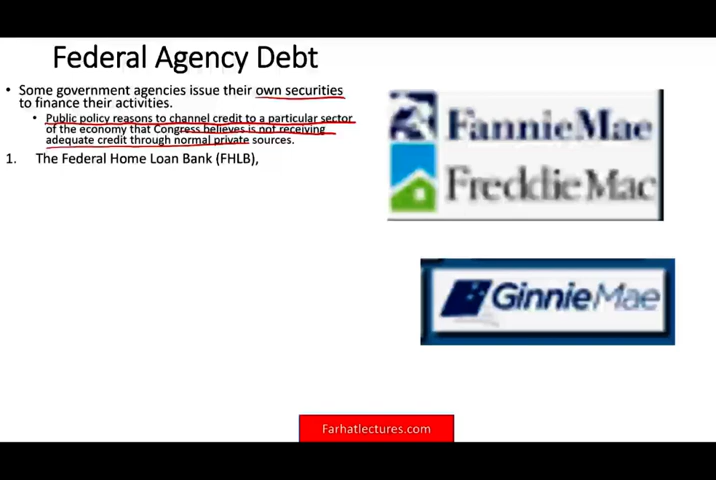 Federal Agency Debt
• Some government agencies issue their own securities
to finance their activities.
• Public policy reasons to channel credit to a particular sector
of the economy that Congress believes is not receiving
adequate credit through normal private sources.
1. The Federal Home Loan Bank (FHLB),
FannieMae
FreddieMac
GinnieMae
Farhatlectures.com